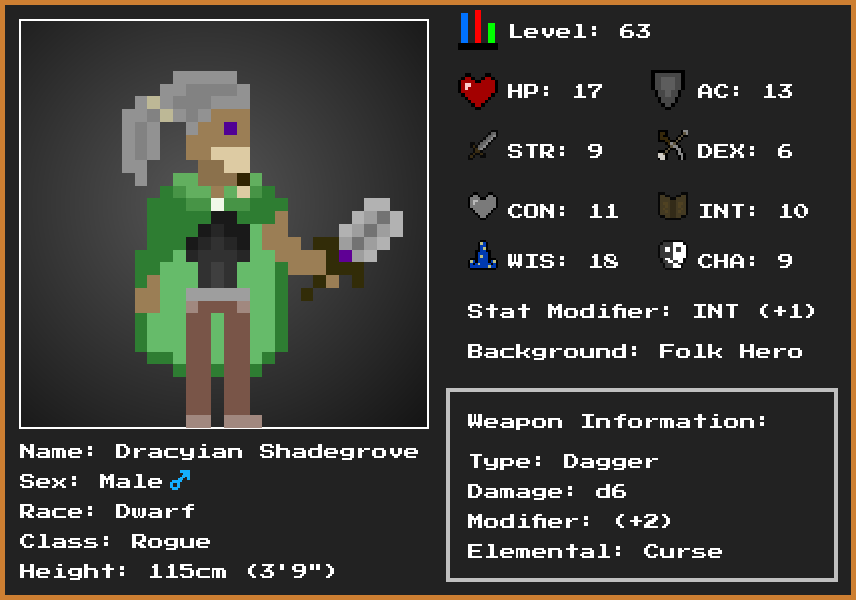 Level: 63
HP: 17 AC: 13
STR: 9 DEX: 6
CON: 11 INT: 10
WIS: 18 CHA: 9
Stat Modifier: INT (+1)
Background: Folk Hero
Weapon Information:
Type: Dagger
Damage: d6
Modifier: (+2)
Elemental: Curse
Name: Dracyian Shadegrove
Sex: Male ♂
Race: Dwarf
Class: Rogue
Height: 115cm (3'9")